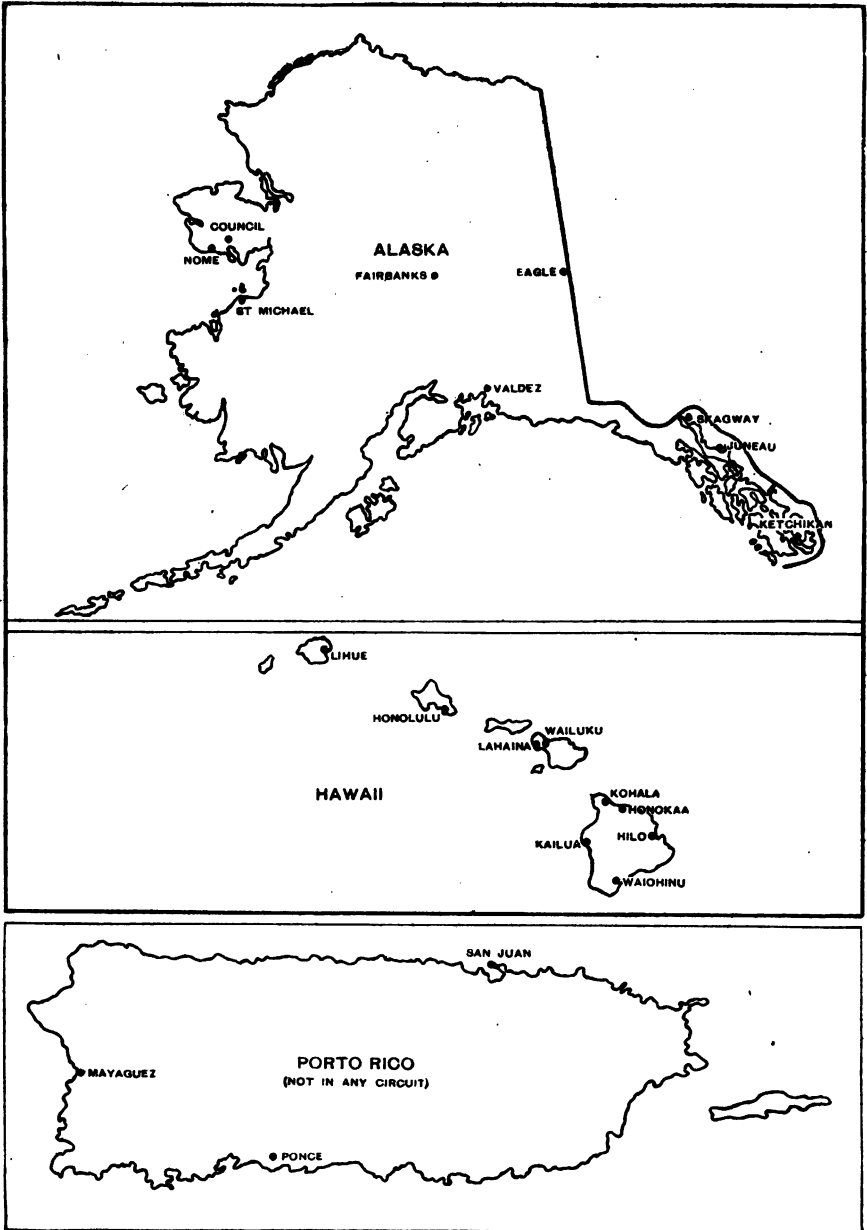 COUNCIL
NOME
ALASKA
FAIRBANKS
EAGLE
ST MICHAEL
VALDEZ
SKAGWAY
JUNEAU
KETCHIKAN
LIHUE
HONOLULU
WAILUKU
LAHAINA
HAWAII
KOHALA
HONOKAA
HILO
KAILUA
WAIOHINU
SAN JUAN
PORTO RICO
(NOT IN ANY CIRCUIT)
MAYAGUEZ
PONCE